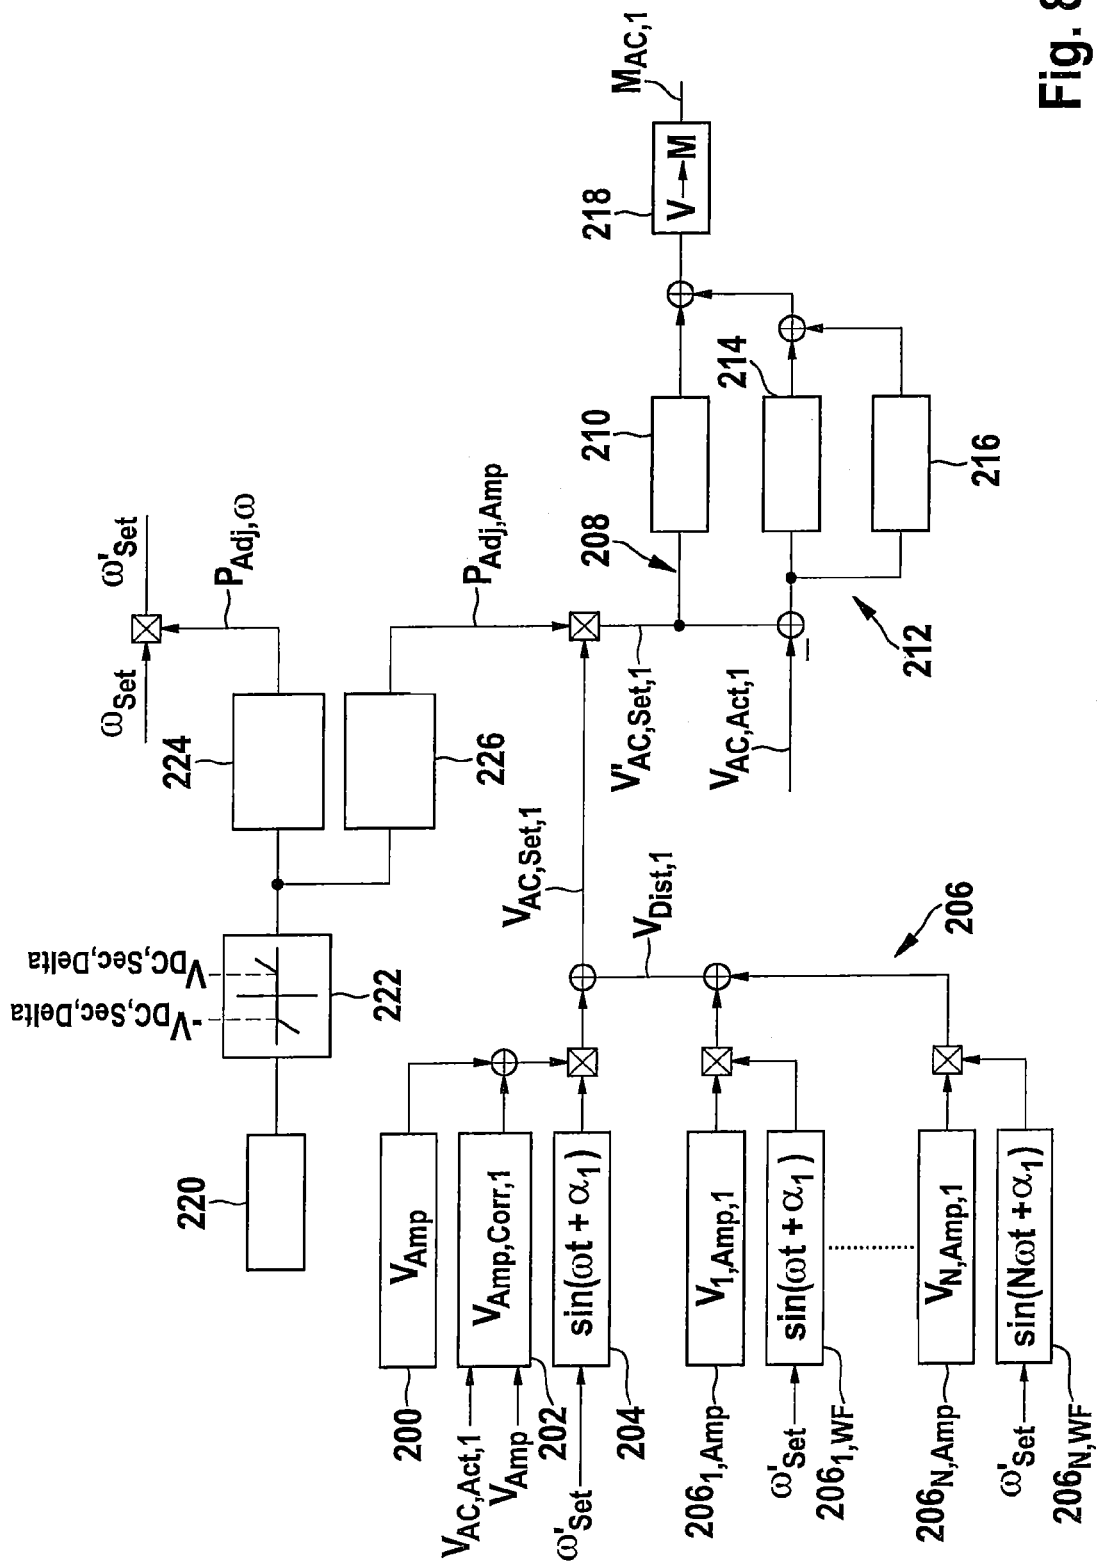 Fig. 8
ω_Set
ω'_Set
P_Adj,ω
224
-V_DC,Sec,Delta
V_DC,Sec,Delta
222
220
226
P_Adj,Amp
M_AC,1
V → M
218
210
208
214
216
212
V'_AC,Set,1
V_AC,Act,1
V_AC,Set,1
V_Dist,1
206
V_Amp
200
V_Amp,Corr,1
V_AC,Act,1
V_Amp
202
sin(ωt + α₁)
ω'_Set
204
V_1,Amp,1
206_1,Amp
sin(ωt + α₁)
ω'_Set
206_1,WF
V_N,Amp,1
206_N,Amp
sin(Nωt + α₁)
ω'_Set
206_N,WF